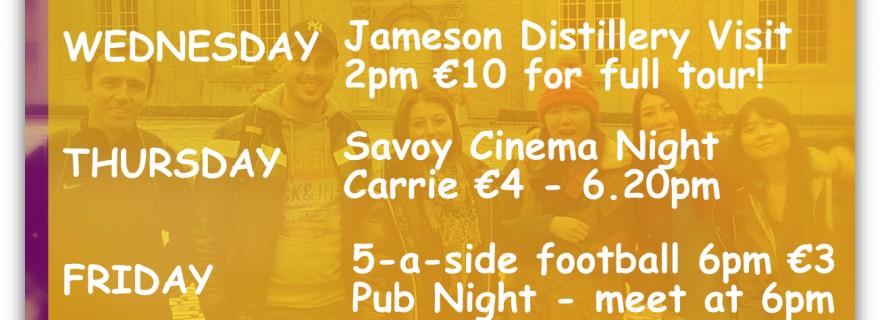 WEDNESDAY
Jameson Distillery Visit
2pm €10 for full tour!
THURSDAY
Savoy Cinema Night
Carrie €4 - 6.20pm
FRIDAY
5-a-side football 6pm €3
Pub Night - meet at 6pm